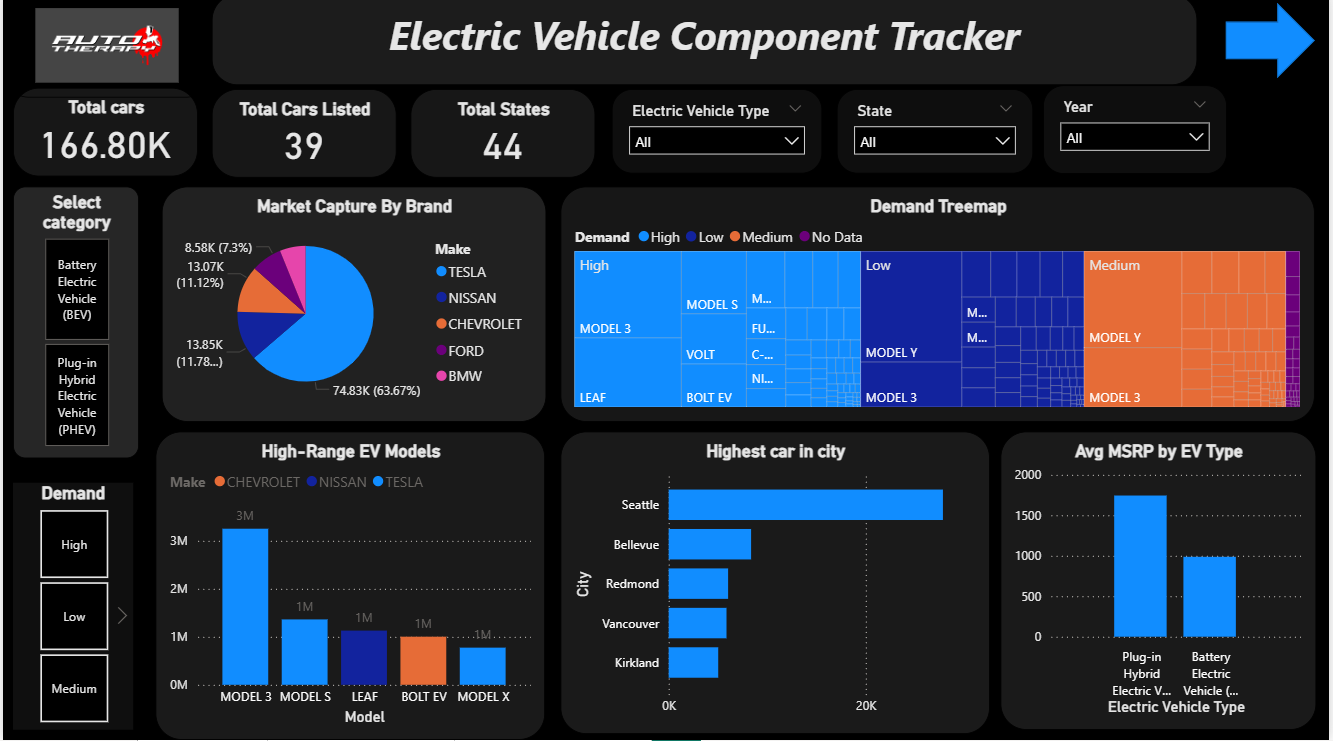 AUTO
THERAPY
Electric Vehicle Component Tracker
Total cars
166.80K
Total Cars Listed
39
Total States
44
Electric Vehicle Type
All
State
All
Year
All
Select
category
Battery
Electric
Vehicle
(BEV)
Plug-in
Hybrid
Electric
Vehicle
(PHEV)
Market Capture By Brand
8.58K (7.3%)
13.07K
(11.12%)
13.85K
(11.78...)
74.83K (63.67%)
Make
TESLA
NISSAN
CHEVROLET
FORD
BMW
Demand Treemap
Demand High Low Medium No Data
High
MODEL 3
LEAF
MODEL S
VOLT
BOLT EV
M...
FU...
C-...
NI...
Low
MODEL Y
MODEL 3
M...
M...
Medium
MODEL Y
MODEL 3
Demand
High
Low
Medium
High-Range EV Models
Make CHEVROLET NISSAN TESLA
3M
2M
1M
0M
3M
1M
1M
1M
1M
MODEL 3 MODEL S LEAF BOLT EV MODEL X
Model
Highest car in city
City
Seattle
Bellevue
Redmond
Vancouver
Kirkland
0K 20K
Avg MSRP by EV Type
2000
1500
1000
500
0
Plug-in
Hybrid
Electric V...
Battery
Electric
Vehicle (...
Electric Vehicle Type